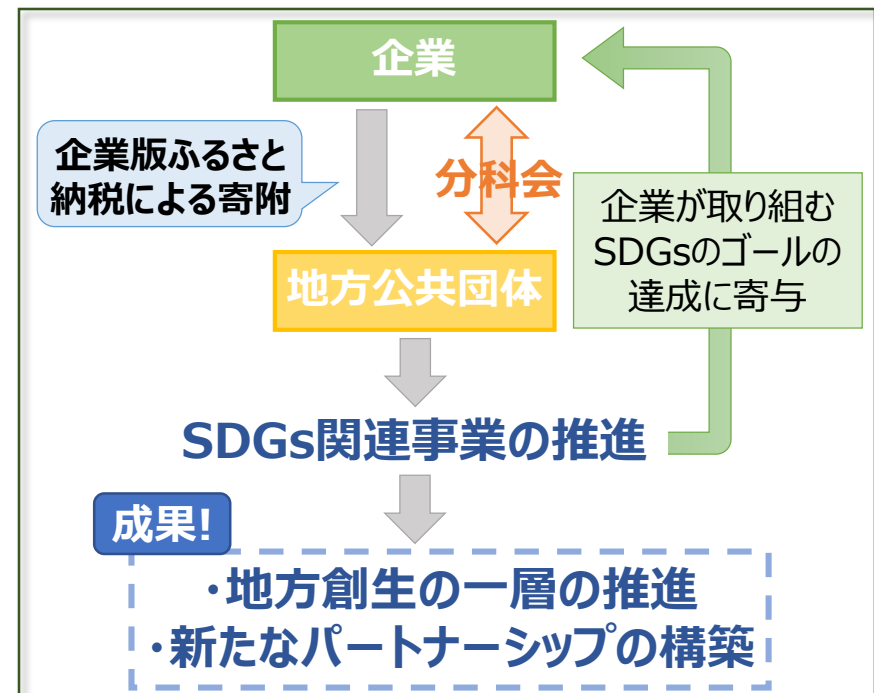 企業
企業版ふるさと
納税による寄附
分科会
企業が取り組む
SDGsのゴールの
達成に寄与
地方公共団体
SDGs関連事業の推進
成果!
・地方創生の一層の推進
・新たなパートナーシップの構築